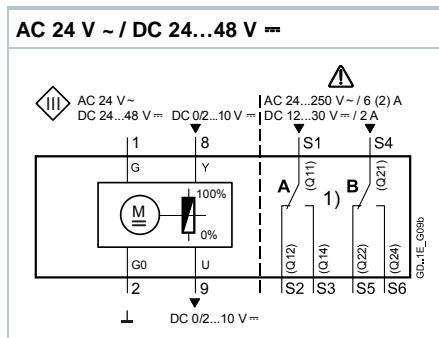 AC 24 V ~ / DC 24...48 V ⎓
III
AC 24 V ~
DC 24...48 V ⎓
DC 0/2...10 V ⎓
AC 24...250 V ~ / 6 (2) A
DC 12...30 V ⎓ / 2 A
1
8
S1
S4
G
Y
A
(Q11)
1)
B
(Q21)
M
100%
0%
G0
U
(Q12)
(Q14)
(Q22)
(Q24)
2
9
S2
S3
S5
S6
⊥
DC 0/2...10 V ⎓
GD..1E_G09b